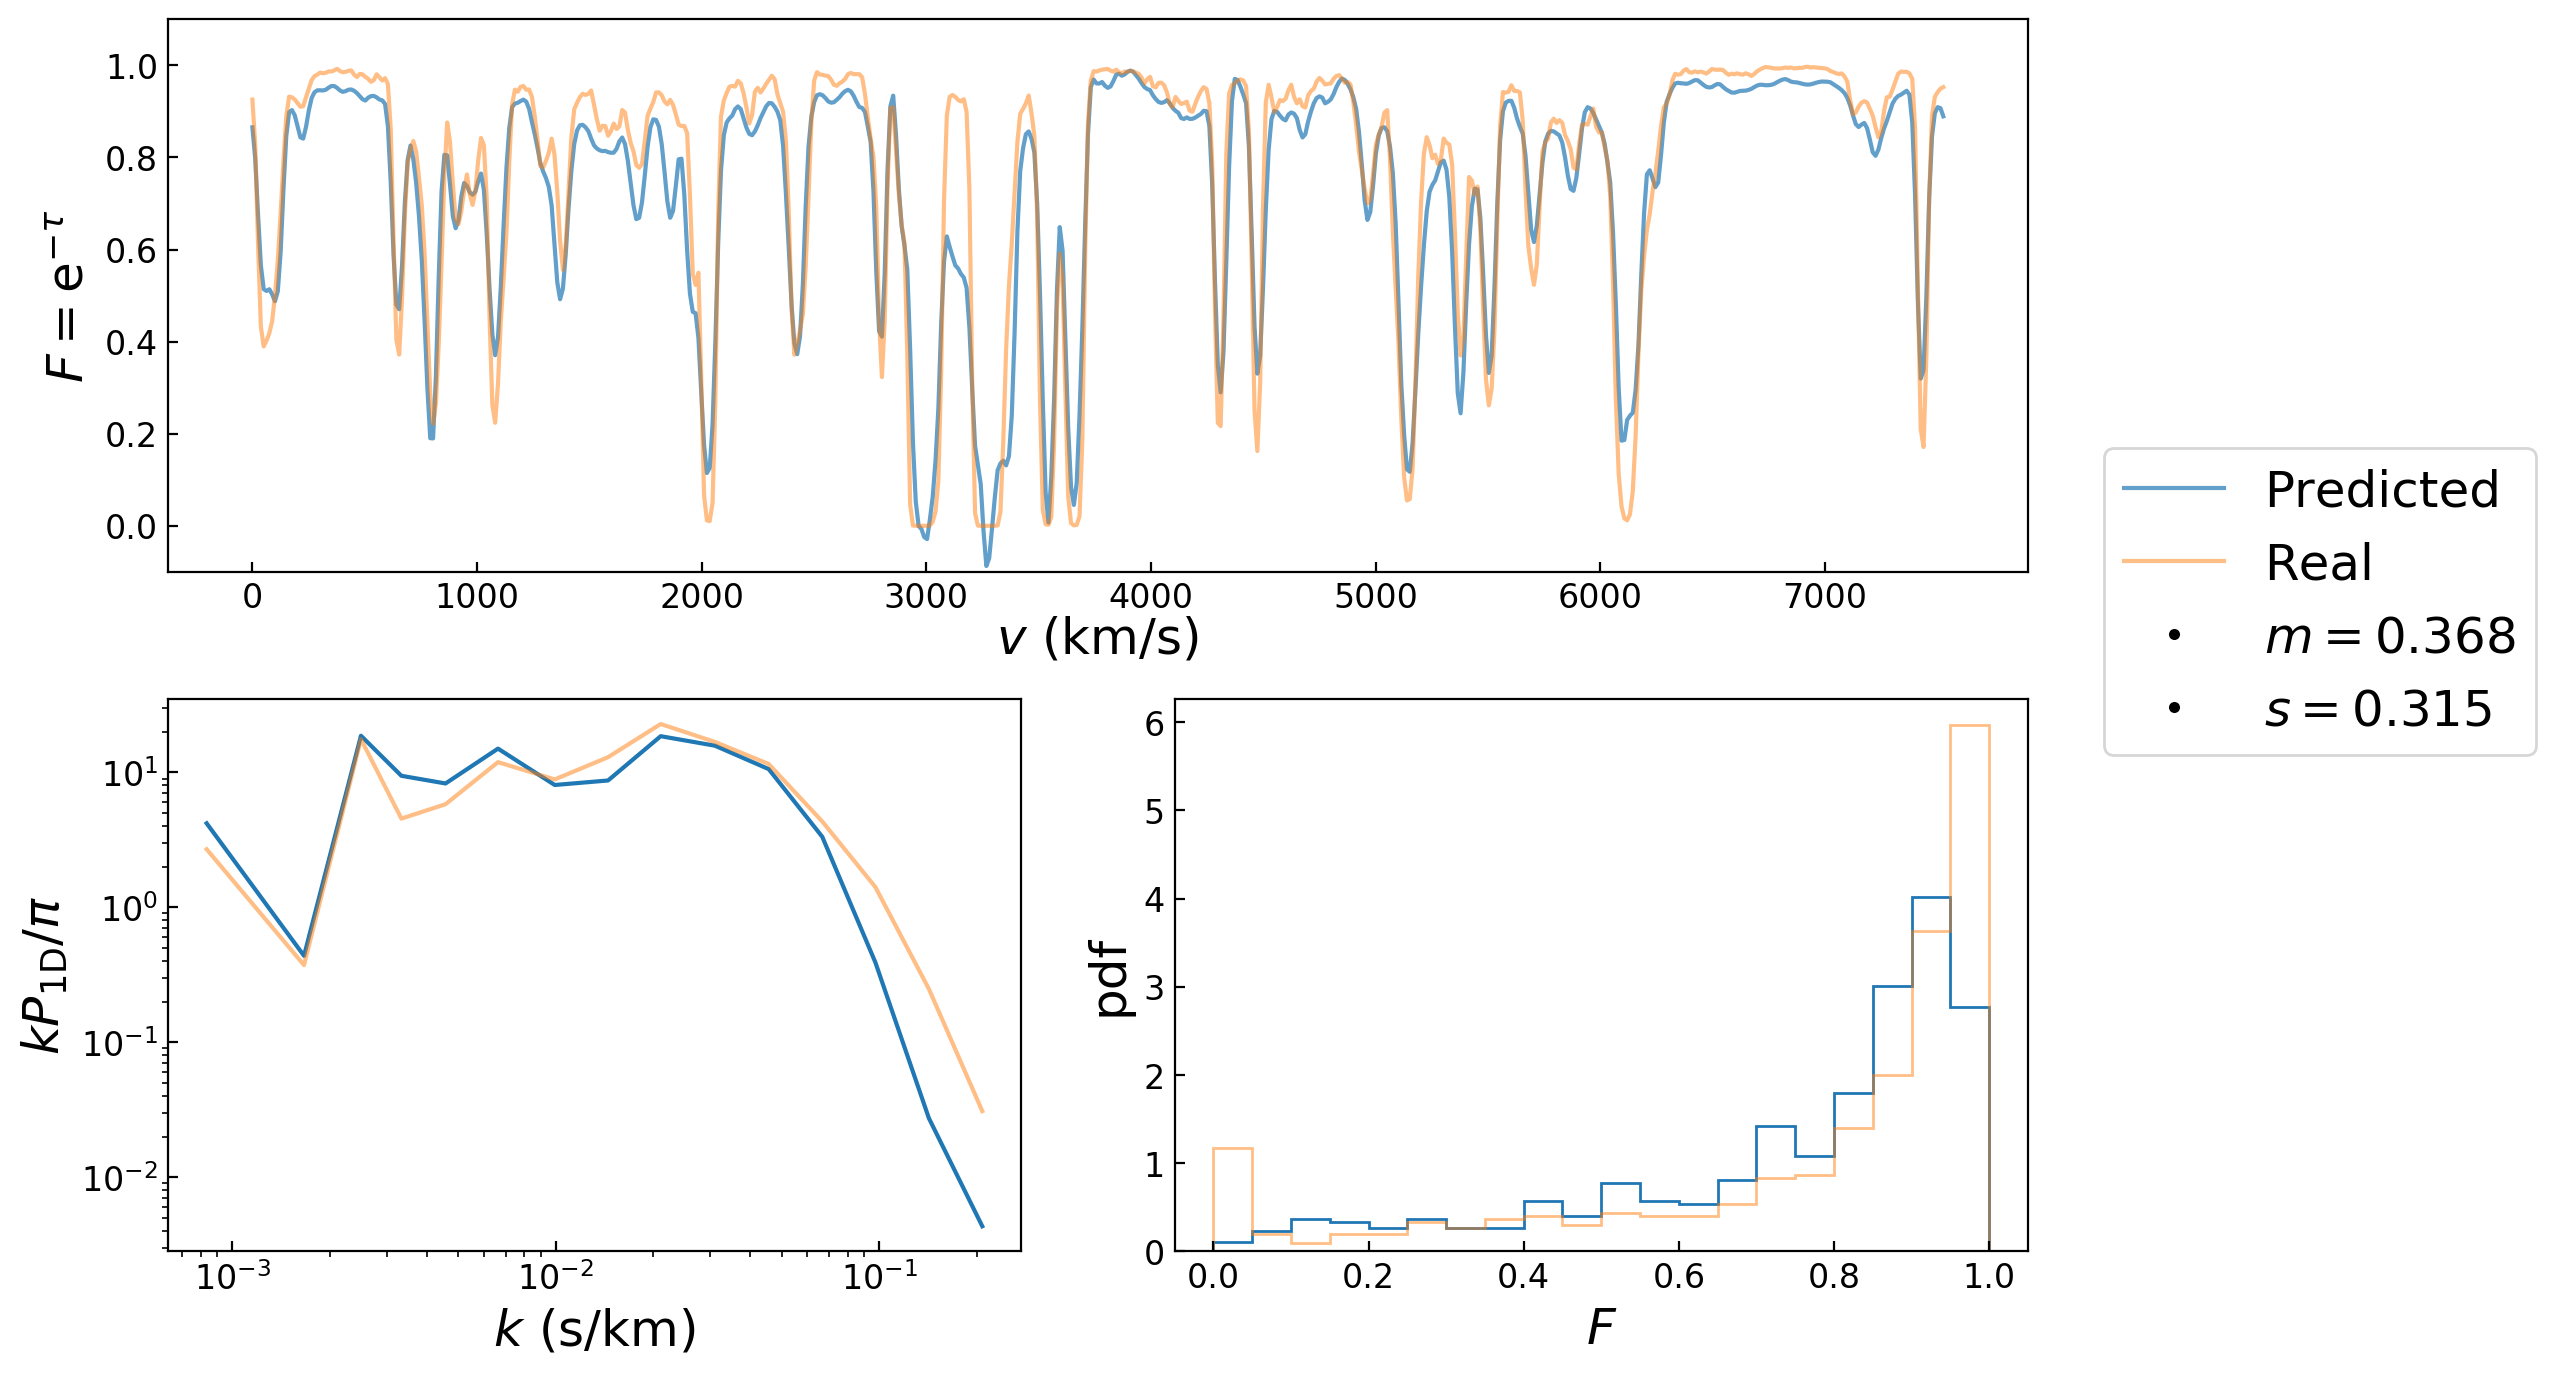 1.0
0.8
0.6
0.4
0.2
0.0
F = e^{-τ}
0 1000 2000 3000 4000 5000 6000 7000
v (km/s)
Predicted
Real
m = 0.368
s = 0.315
10^1
10^0
10^{-1}
10^{-2}
kP_{1D}/π
10^{-3} 10^{-2} 10^{-1}
k (s/km)
6
5
4
3
2
1
0
pdf
0.0 0.2 0.4 0.6 0.8 1.0
F